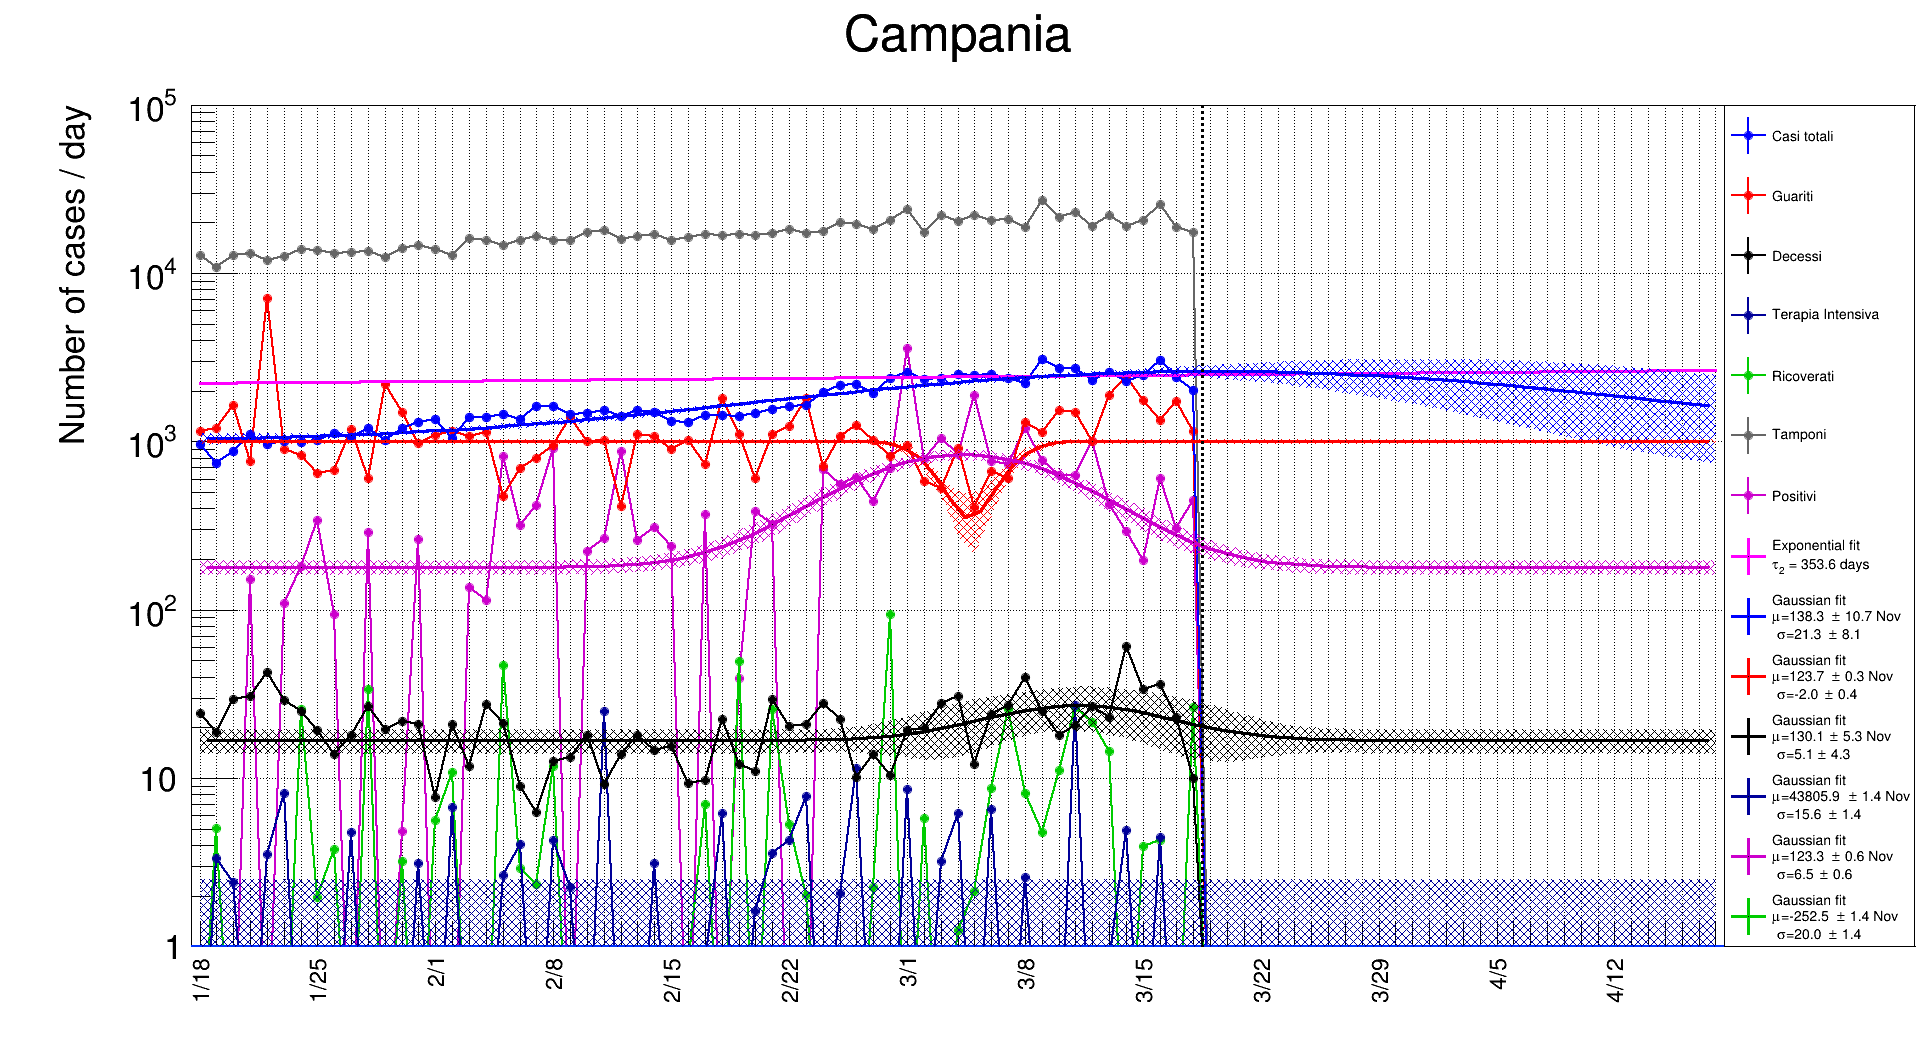 Campania
Number of cases / day
10^5
10^4
10^3
10^2
10
1
1/18
1/25
2/1
2/8
2/15
2/22
3/1
3/8
3/15
3/22
3/29
4/5
4/12
Casi totali
Guariti
Decessi
Terapia Intensiva
Ricoverati
Tamponi
Positivi
Exponential fit
τ₂ = 353.6 days
Gaussian fit
μ=138.3 ± 10.7 Nov
σ=21.3 ± 8.1
Gaussian fit
μ=123.7 ± 0.3 Nov
σ=-2.0 ± 0.4
Gaussian fit
μ=130.1 ± 5.3 Nov
σ=5.1 ± 4.3
Gaussian fit
μ=43805.9 ± 1.4 Nov
σ=15.6 ± 1.4
Gaussian fit
μ=123.3 ± 0.6 Nov
σ=6.5 ± 0.6
Gaussian fit
μ=-252.5 ± 1.4 Nov
σ=20.0 ± 1.4